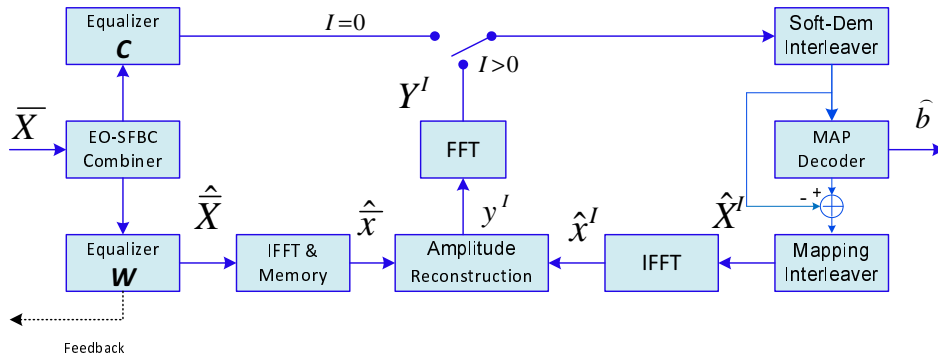 Equalizer
C
I=0
I>0
Soft-Dem
Interleaver
X̅
EO-SFBC
Combiner
Y^I
FFT
MAP
Decoder
b̂
- +
X̅̂
x̅̂
y^I
x̂^I
X̂^I
Equalizer
W
IFFT &
Memory
Amplitude
Reconstruction
IFFT
Mapping
Interleaver
Feedback